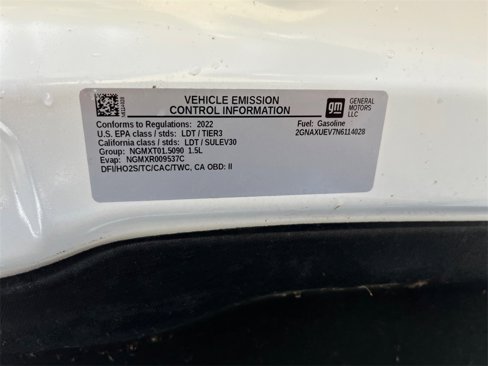 VEHICLE EMISSION
CONTROL INFORMATION
gm
GENERAL
MOTORS
LLC
Conforms to Regulations: 2022
Fuel: Gasoline
U.S. EPA class / stds: LDT / TIER3
2GNAXUEV7N6114028
California class / stds: LDT / SULEV30
Group: NGMXT01.5090 1.5L
Evap: NGMXR009537C
DFI/HO2S/TC/CAC/TWC, CA OBD: II